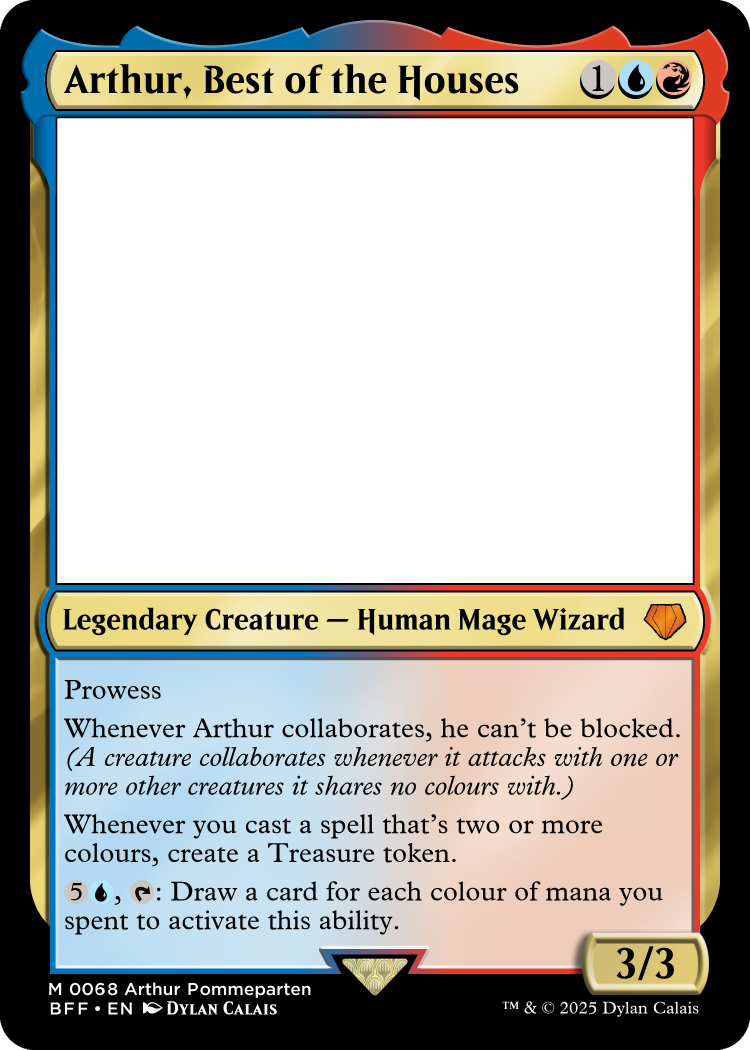 Arthur, Best of the Houses 1
Legendary Creature — Human Mage Wizard
Prowess
Whenever Arthur collaborates, he can't be blocked.
(A creature collaborates whenever it attacks with one or
more other creatures it shares no colours with.)
Whenever you cast a spell that's two or more
colours, create a Treasure token.
5 , : Draw a card for each colour of mana you
spent to activate this ability.
3/3
M 0068 Arthur Pommeparten
BFF • EN Dylan Calais
™ & © 2025 Dylan Calais